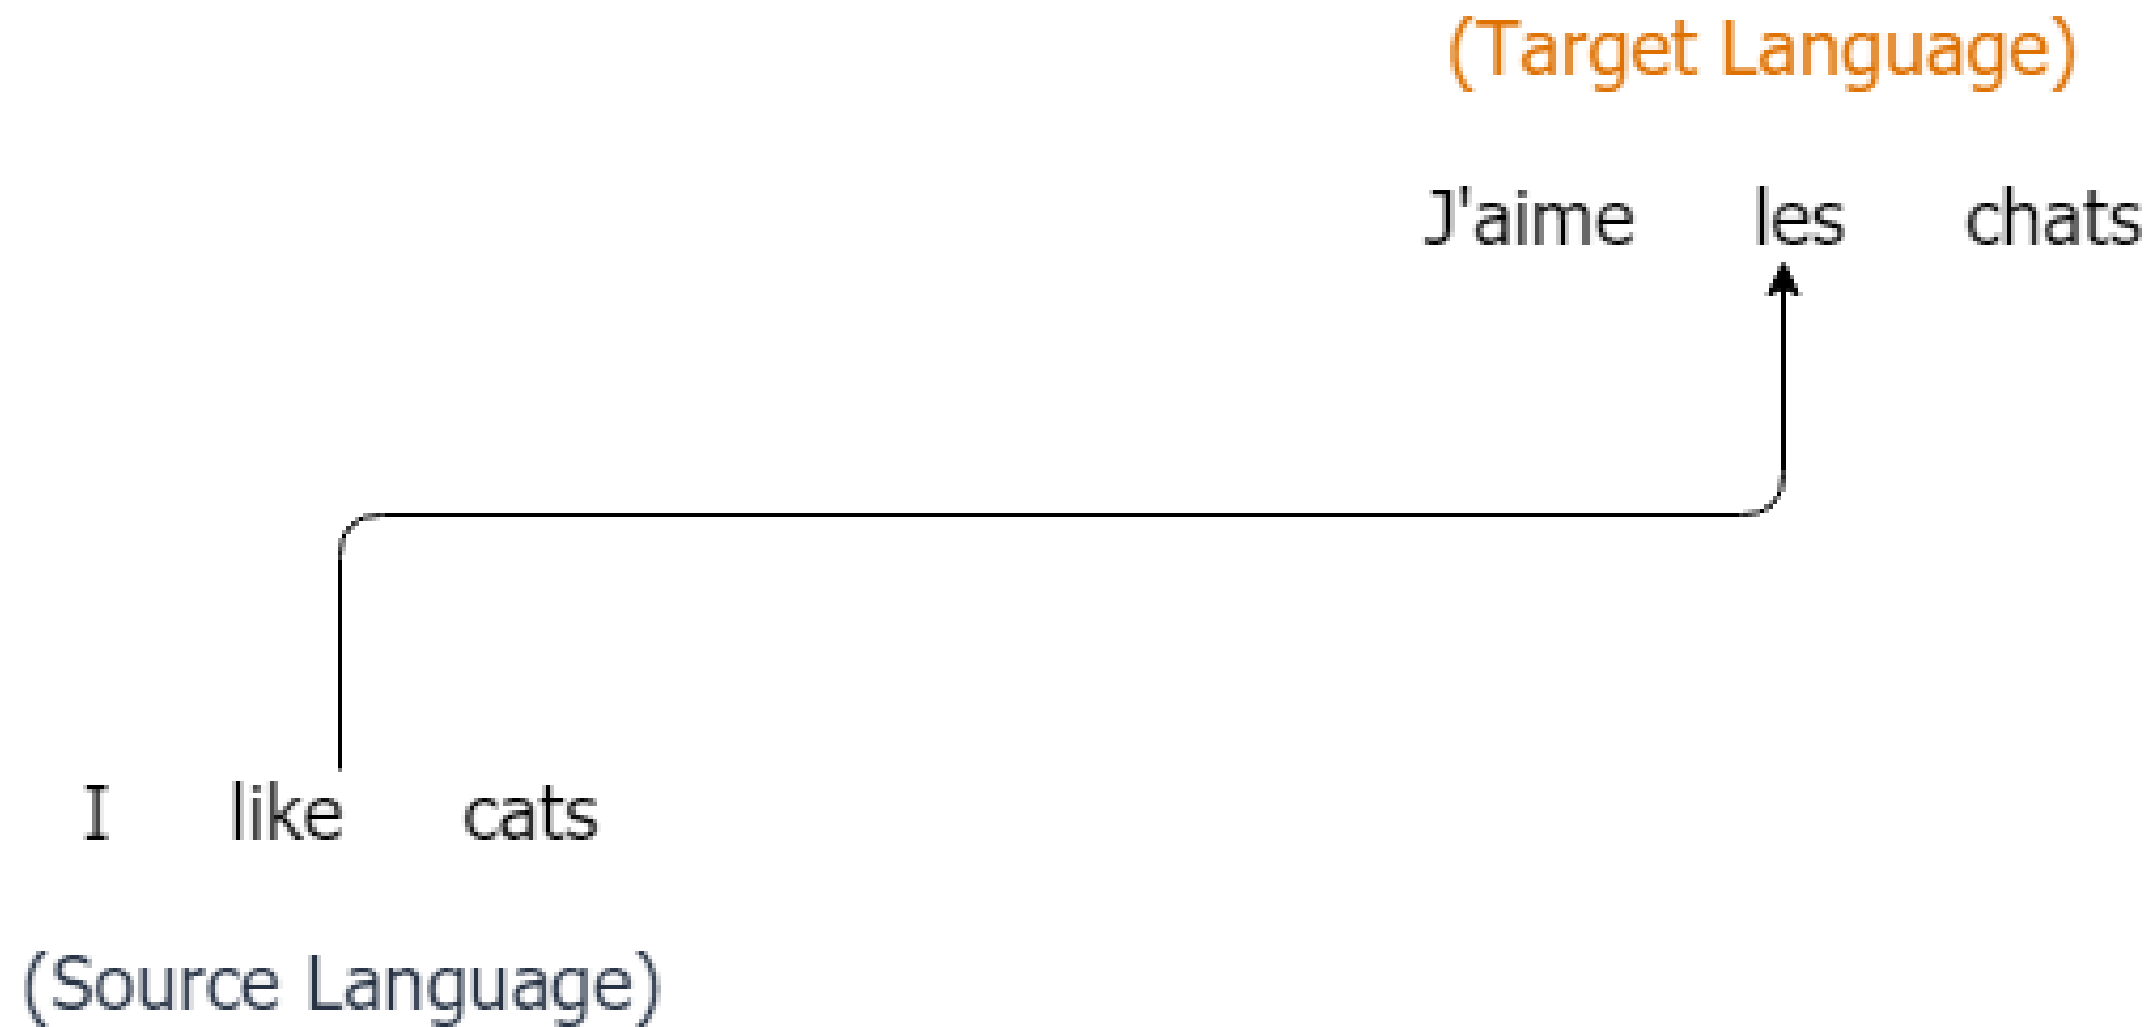 (Target Language)
J'aime les chats
I like cats
(Source Language)